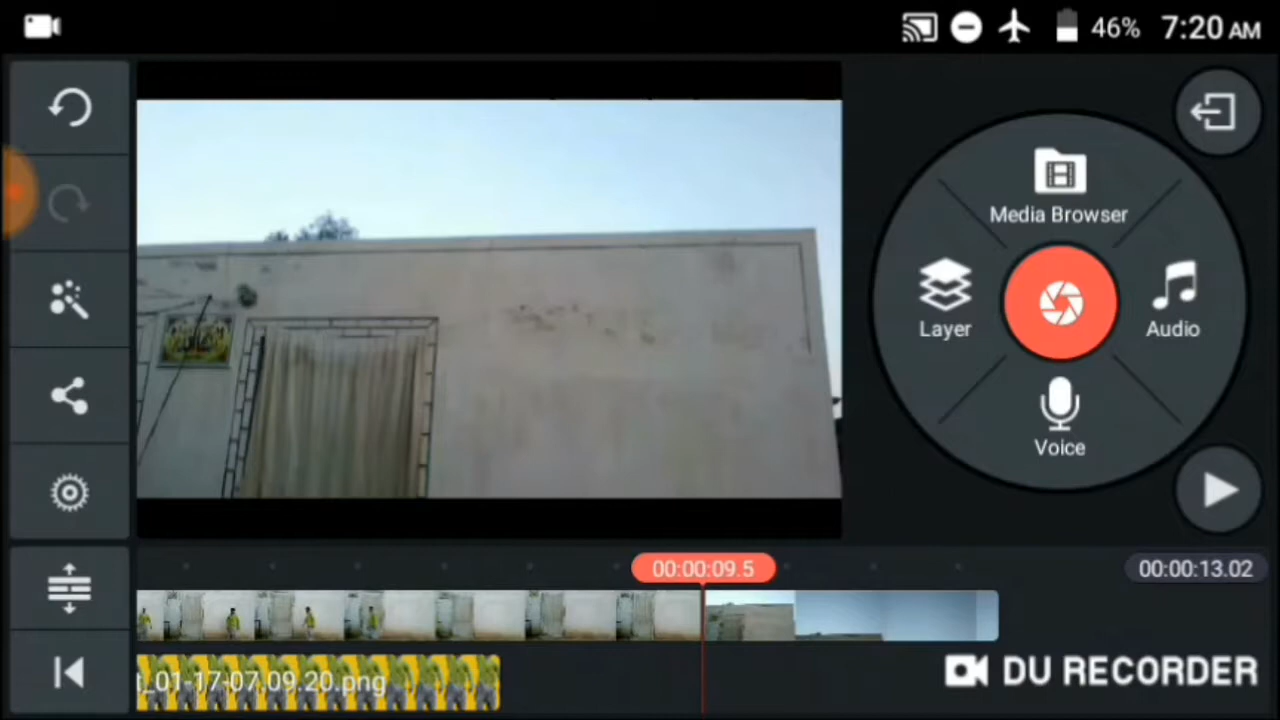 46% 7:20 AM
Media Browser
Layer
Audio
Voice
00:00:09.5
00:00:13.02
_01-17-07.09.20.png
DU RECORDER